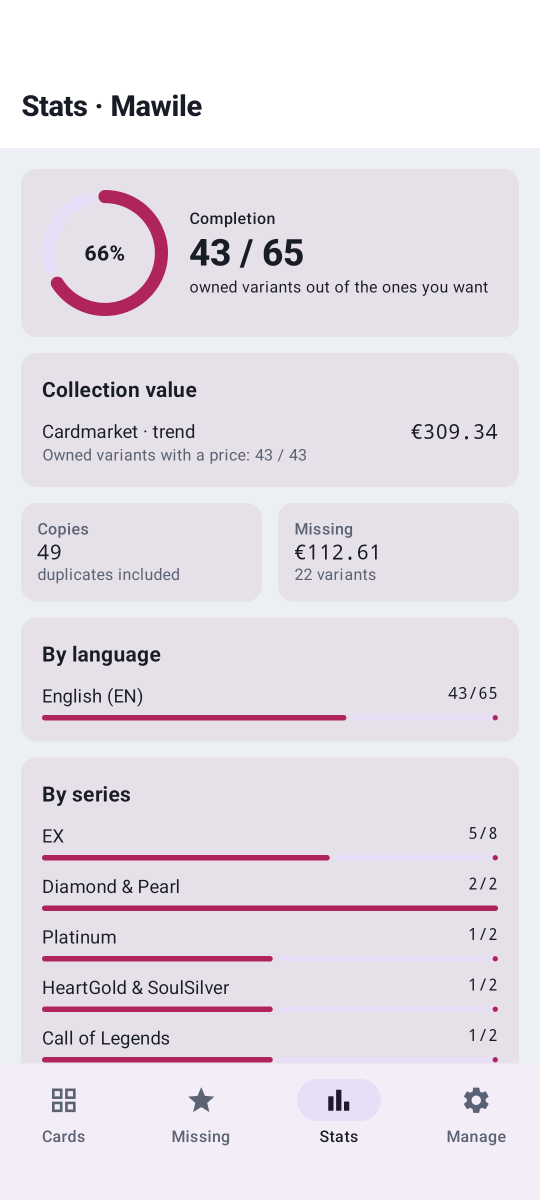 Stats · Mawile
66%
Completion
43 / 65
owned variants out of the ones you want
Collection value
Cardmarket · trend
€309.34
Owned variants with a price: 43 / 43
Copies
49
duplicates included
Missing
€112.61
22 variants
By language
English (EN)
43/65
By series
EX
5/8
Diamond & Pearl
2/2
Platinum
1/2
HeartGold & SoulSilver
1/2
Call of Legends
1/2
Cards
Missing
Stats
Manage